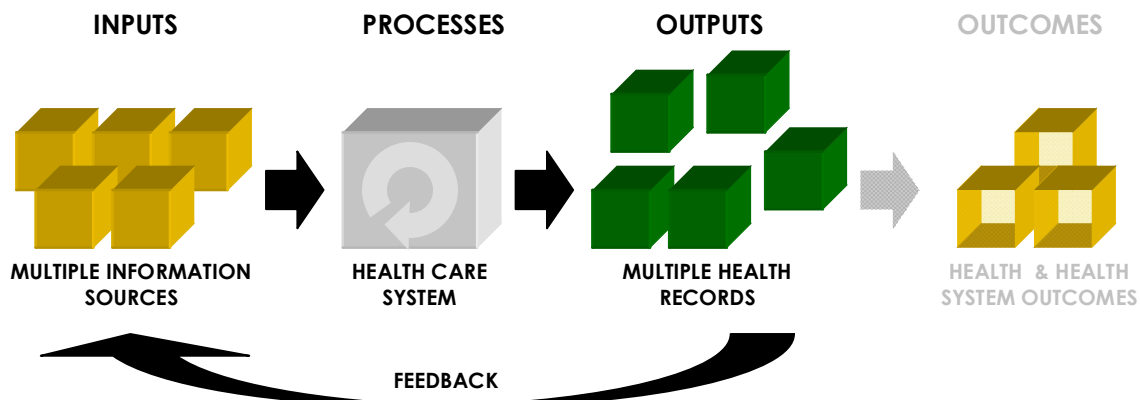 INPUTS
PROCESSES
OUTPUTS
OUTCOMES
MULTIPLE INFORMATION
SOURCES
HEALTH CARE
SYSTEM
MULTIPLE HEALTH
RECORDS
HEALTH & HEALTH
SYSTEM OUTCOMES
FEEDBACK